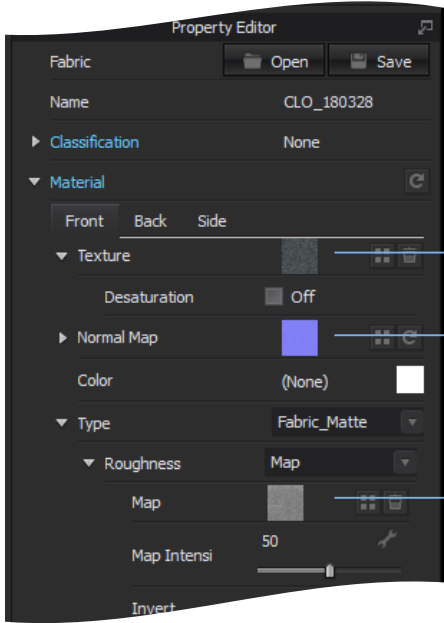 Property Editor
Fabric Open Save
Name CLO_180328
Classification None
Material
Front Back Side
Texture
Desaturation Off
Normal Map
Color (None)
Type Fabric_Matte
Roughness Map
Map
Map Intensi 50
Invert